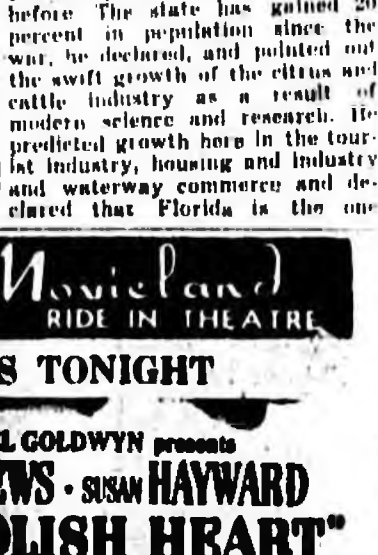 before The state has gained 20
percent in population since the
war, he declared, and pointed out
the swift growth of the citrus and
cattle industry as a result of
modern science and research. He
predicted growth here in the tour-
ist industry, housing and industry
and waterway commerce and de-
clared that Florida is the one
Movieland
RIDE IN THEATRE
S TONIGHT
L GOLDWYN presents
EWS - SUSAN HAYWARD
OLISH HEART"